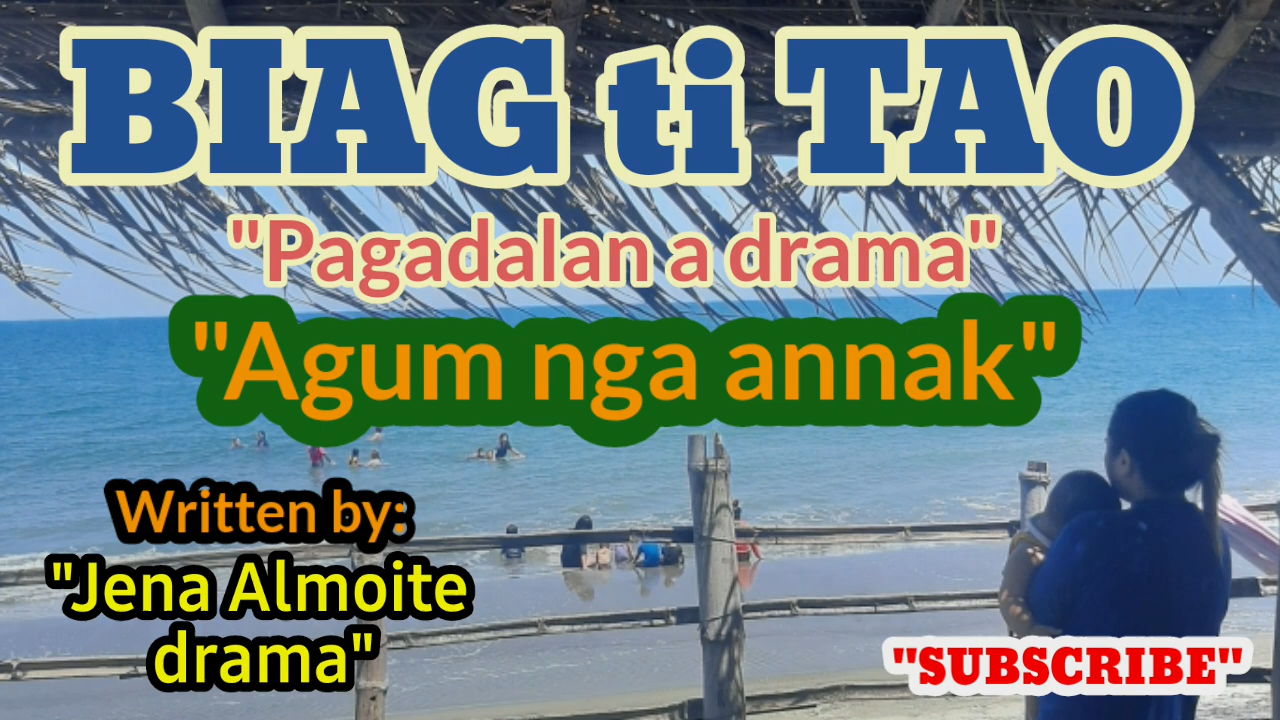 BIAG ti TAO
"Pagadalan a drama"
"Agum nga annak"
Written by:
"Jena Almoite
drama"
"SUBSCRIBE"